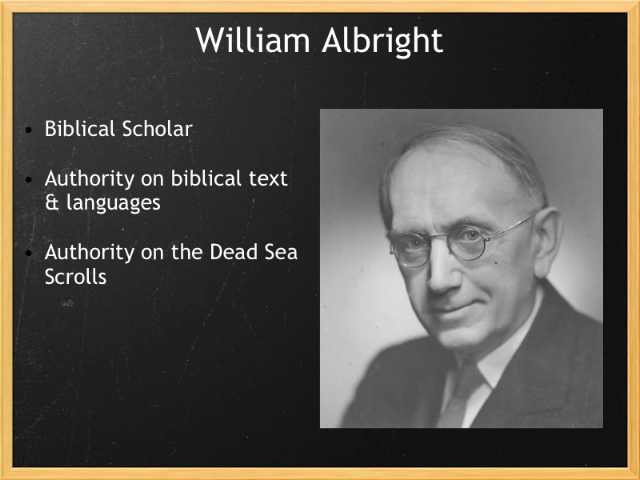 William Albright
• Biblical Scholar
• Authority on biblical text
& languages
• Authority on the Dead Sea
Scrolls